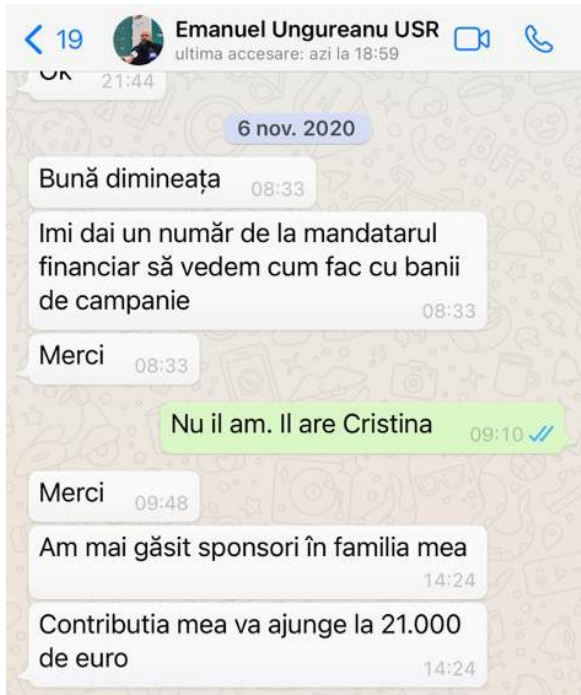 19
Emanuel Ungureanu USR
ultima accesare: azi la 18:59
Ok 21:44
6 nov. 2020
Bună dimineața 08:33
Imi dai un număr de la mandatarul
financiar să vedem cum fac cu banii
de campanie 08:33
Merci 08:33
Nu il am. Il are Cristina 09:10
Merci 09:48
Am mai găsit sponsori în familia mea
14:24
Contributia mea va ajunge la 21.000
de euro 14:24